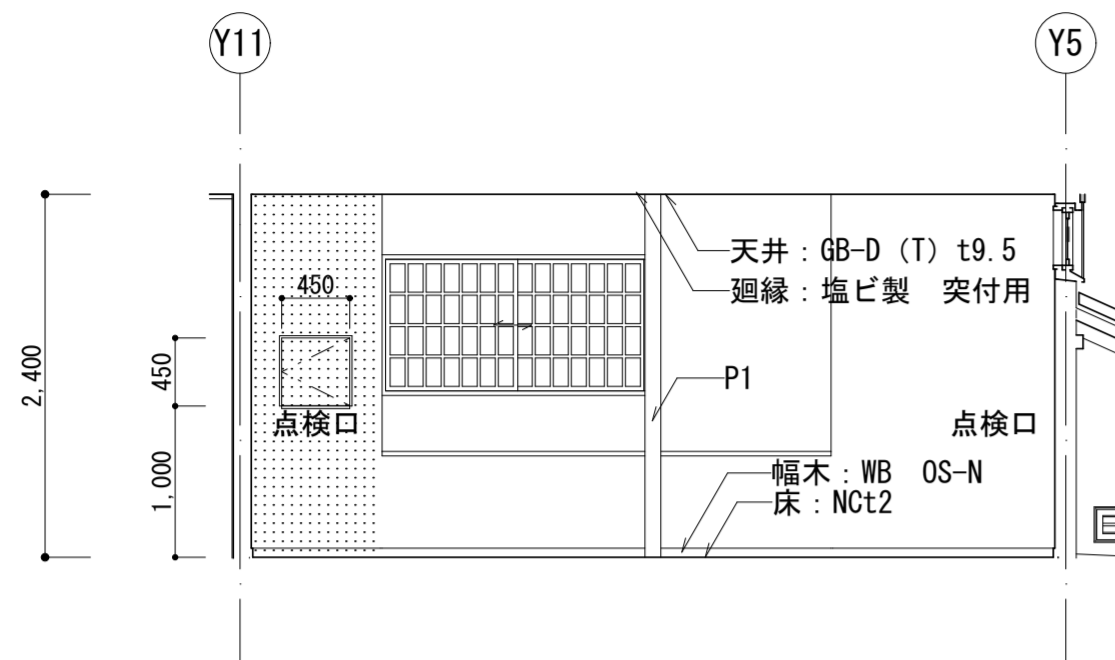 Y11
Y5
天井：GB-D（T）t9.5
廻縁：塩ビ製　突付用
450
450
2,400
P1
点検口
点検口
1,000
幅木：WB　OS-N
床：NCt2